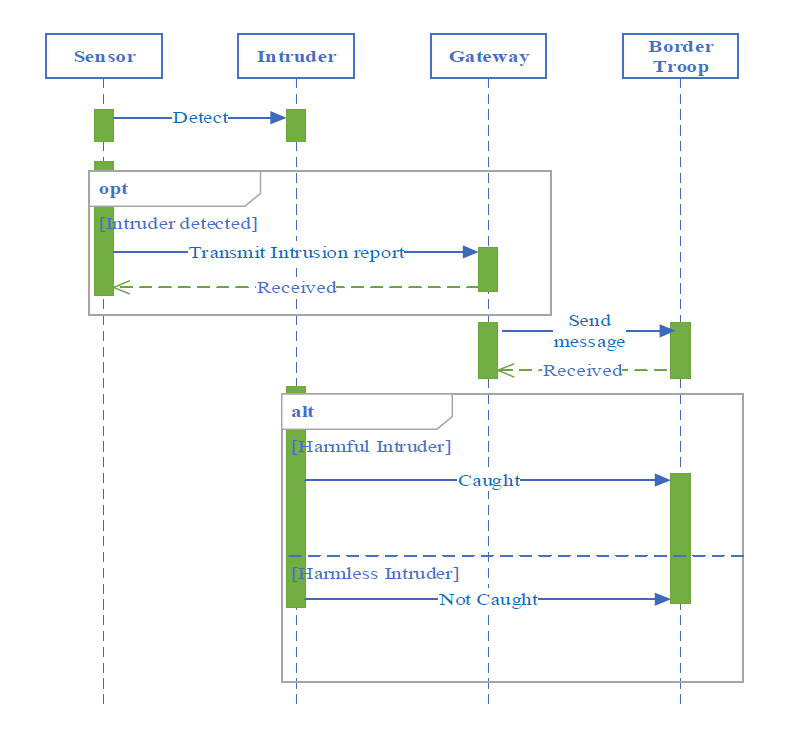 Sensor
Intruder
Gateway
Border
Troop
Detect
opt
[Intruder detected]
Transmit Intrusion report
Received
Send
message
Received
alt
[Harmful Intruder]
Caught
[Harmless Intruder]
Not Caught